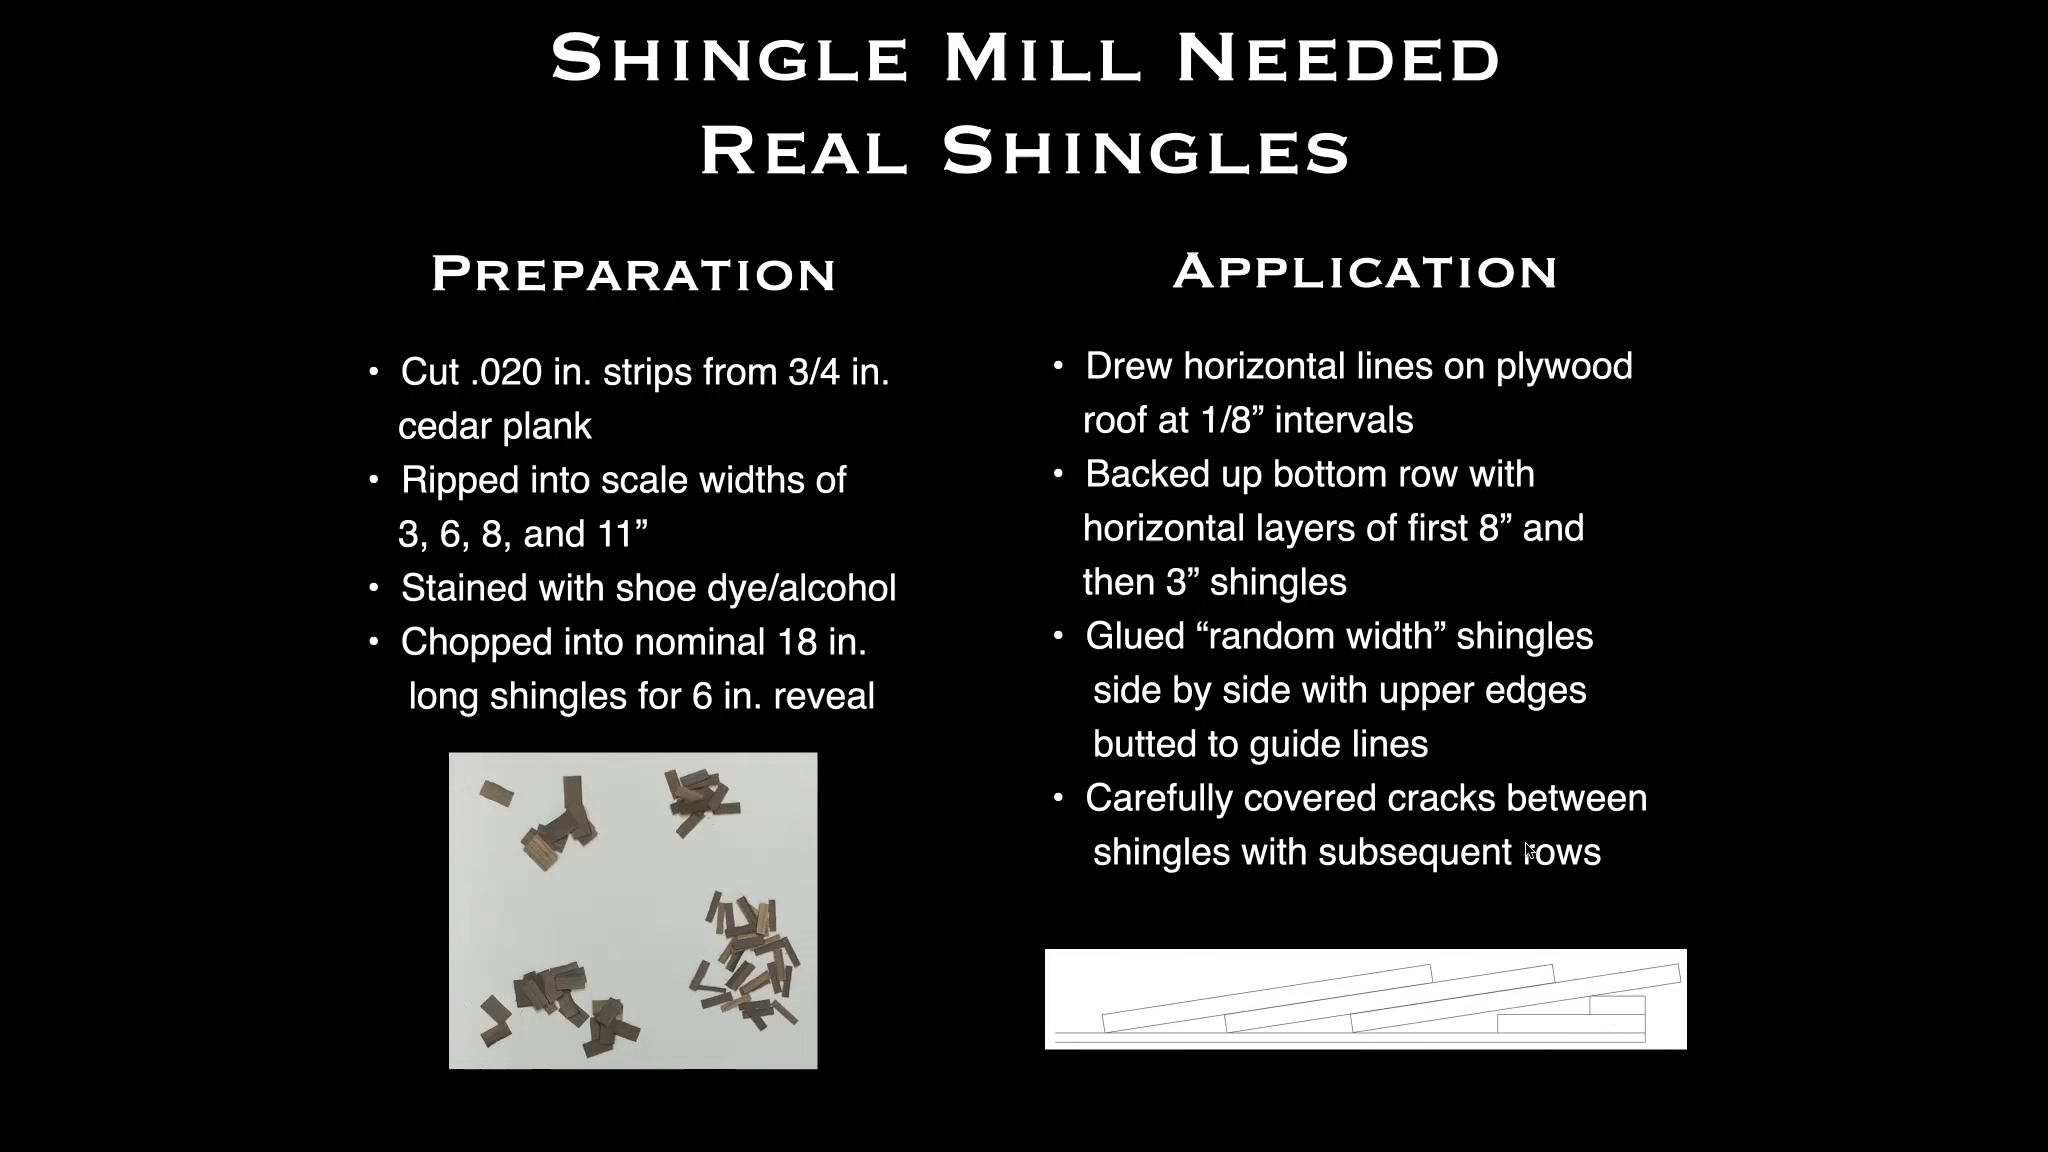 SHINGLE MILL NEEDED
REAL SHINGLES
PREPARATION
• Cut .020 in. strips from 3/4 in.
cedar plank
• Ripped into scale widths of
3, 6, 8, and 11”
• Stained with shoe dye/alcohol
• Chopped into nominal 18 in.
long shingles for 6 in. reveal
APPLICATION
• Drew horizontal lines on plywood
roof at 1/8” intervals
• Backed up bottom row with
horizontal layers of first 8” and
then 3” shingles
• Glued “random width” shingles
side by side with upper edges
butted to guide lines
• Carefully covered cracks between
shingles with subsequent rows